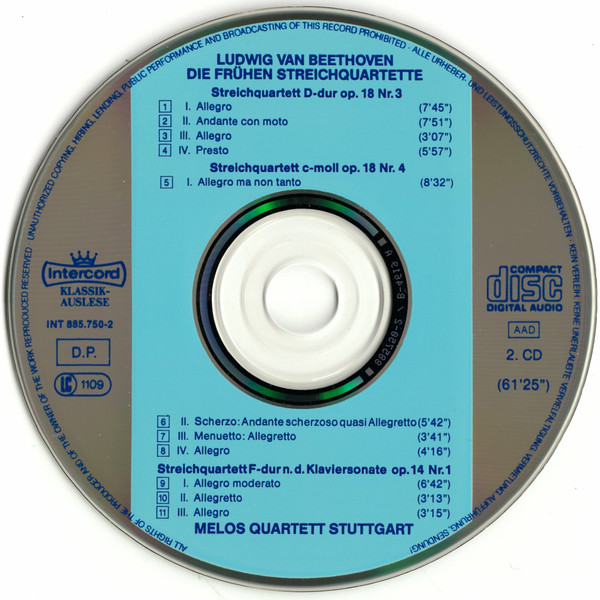 ALL RIGHTS OF THE PRODUCER AND OF THE OWNER OF THE WORK REPRODUCED RESERVED · UNAUTHORIZED COPYING, HIRING, LENDING, PUBLIC PERFORMANCE AND BROADCASTING OF THIS RECORD PROHIBITED · ALLE URHEBER- UND LEISTUNGSSCHUTZRECHTE VORBEHALTEN · KEIN VERLEIH, KEINE UNERLAUBTE VERVIELFÄLTIGUNG, VERMIETUNG, AUFFÜHRUNG, SENDUNG!
LUDWIG VAN BEETHOVEN
DIE FRÜHEN STREICHQUARTETTE
Streichquartett D-dur op. 18 Nr. 3
1 I. Allegro (7'45")
2 II. Andante con moto (7'51")
3 III. Allegro (3'07")
4 IV. Presto (5'57")
Streichquartett c-moll op. 18 Nr. 4
5 I. Allegro ma non tanto (8'32")
Intercord
KLASSIK-
AUSLESE
INT 885.750-2
D.P.
LC 1109
COMPACT
disc
DIGITAL AUDIO
AAD
2. CD
(61'25")
6 II. Scherzo: Andante scherzoso quasi Allegretto (5'42")
7 III. Menuetto: Allegretto (3'41")
8 IV. Allegro (4'16")
Streichquartett F-dur n. d. Klaviersonate op. 14 Nr. 1
9 I. Allegro moderato (6'42")
10 II. Allegretto (3'13")
11 III. Allegro (3'15")
MELOS QUARTETT STUTTGART